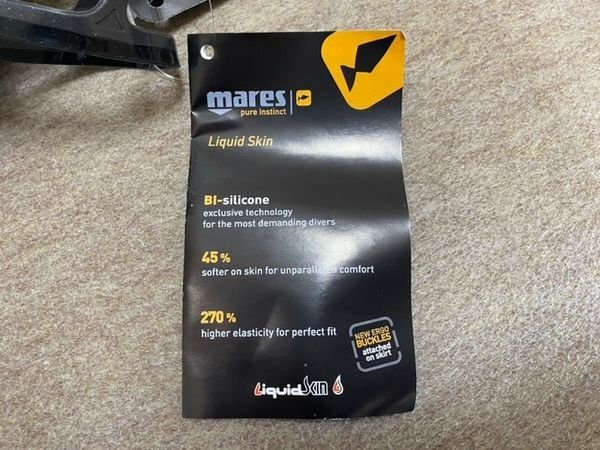 mares
pure instinct
Liquid Skin
BI-silicone
exclusive technology
for the most demanding divers
45 %
softer on skin for unparalleled comfort
270 %
higher elasticity for perfect fit
NEW ERGO
BUCKLES
attached
on skirt
LiquidSkin